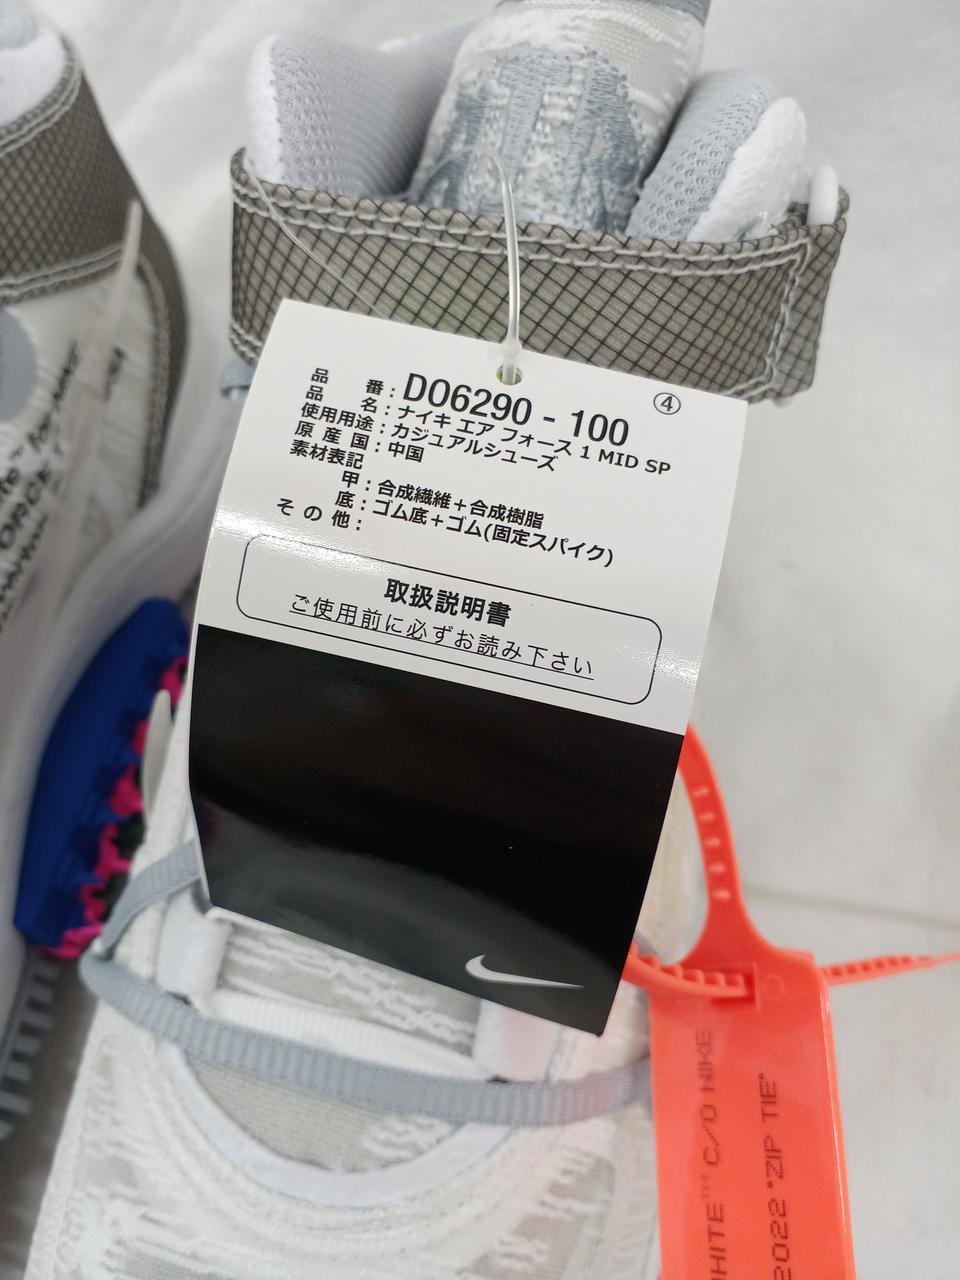 ④
品番：DO6290 - 100
品名：ナイキ エア フォース 1 MID SP
使用用途：カジュアルシューズ
原産国：中国
素材表記
甲：合成繊維＋合成樹脂
底：ゴム底＋ゴム(固定スパイク)
その他：
取扱説明書
ご使用前に必ずお読み下さい
HITE™ C/O NIKE
2022 "ZIP TIE"